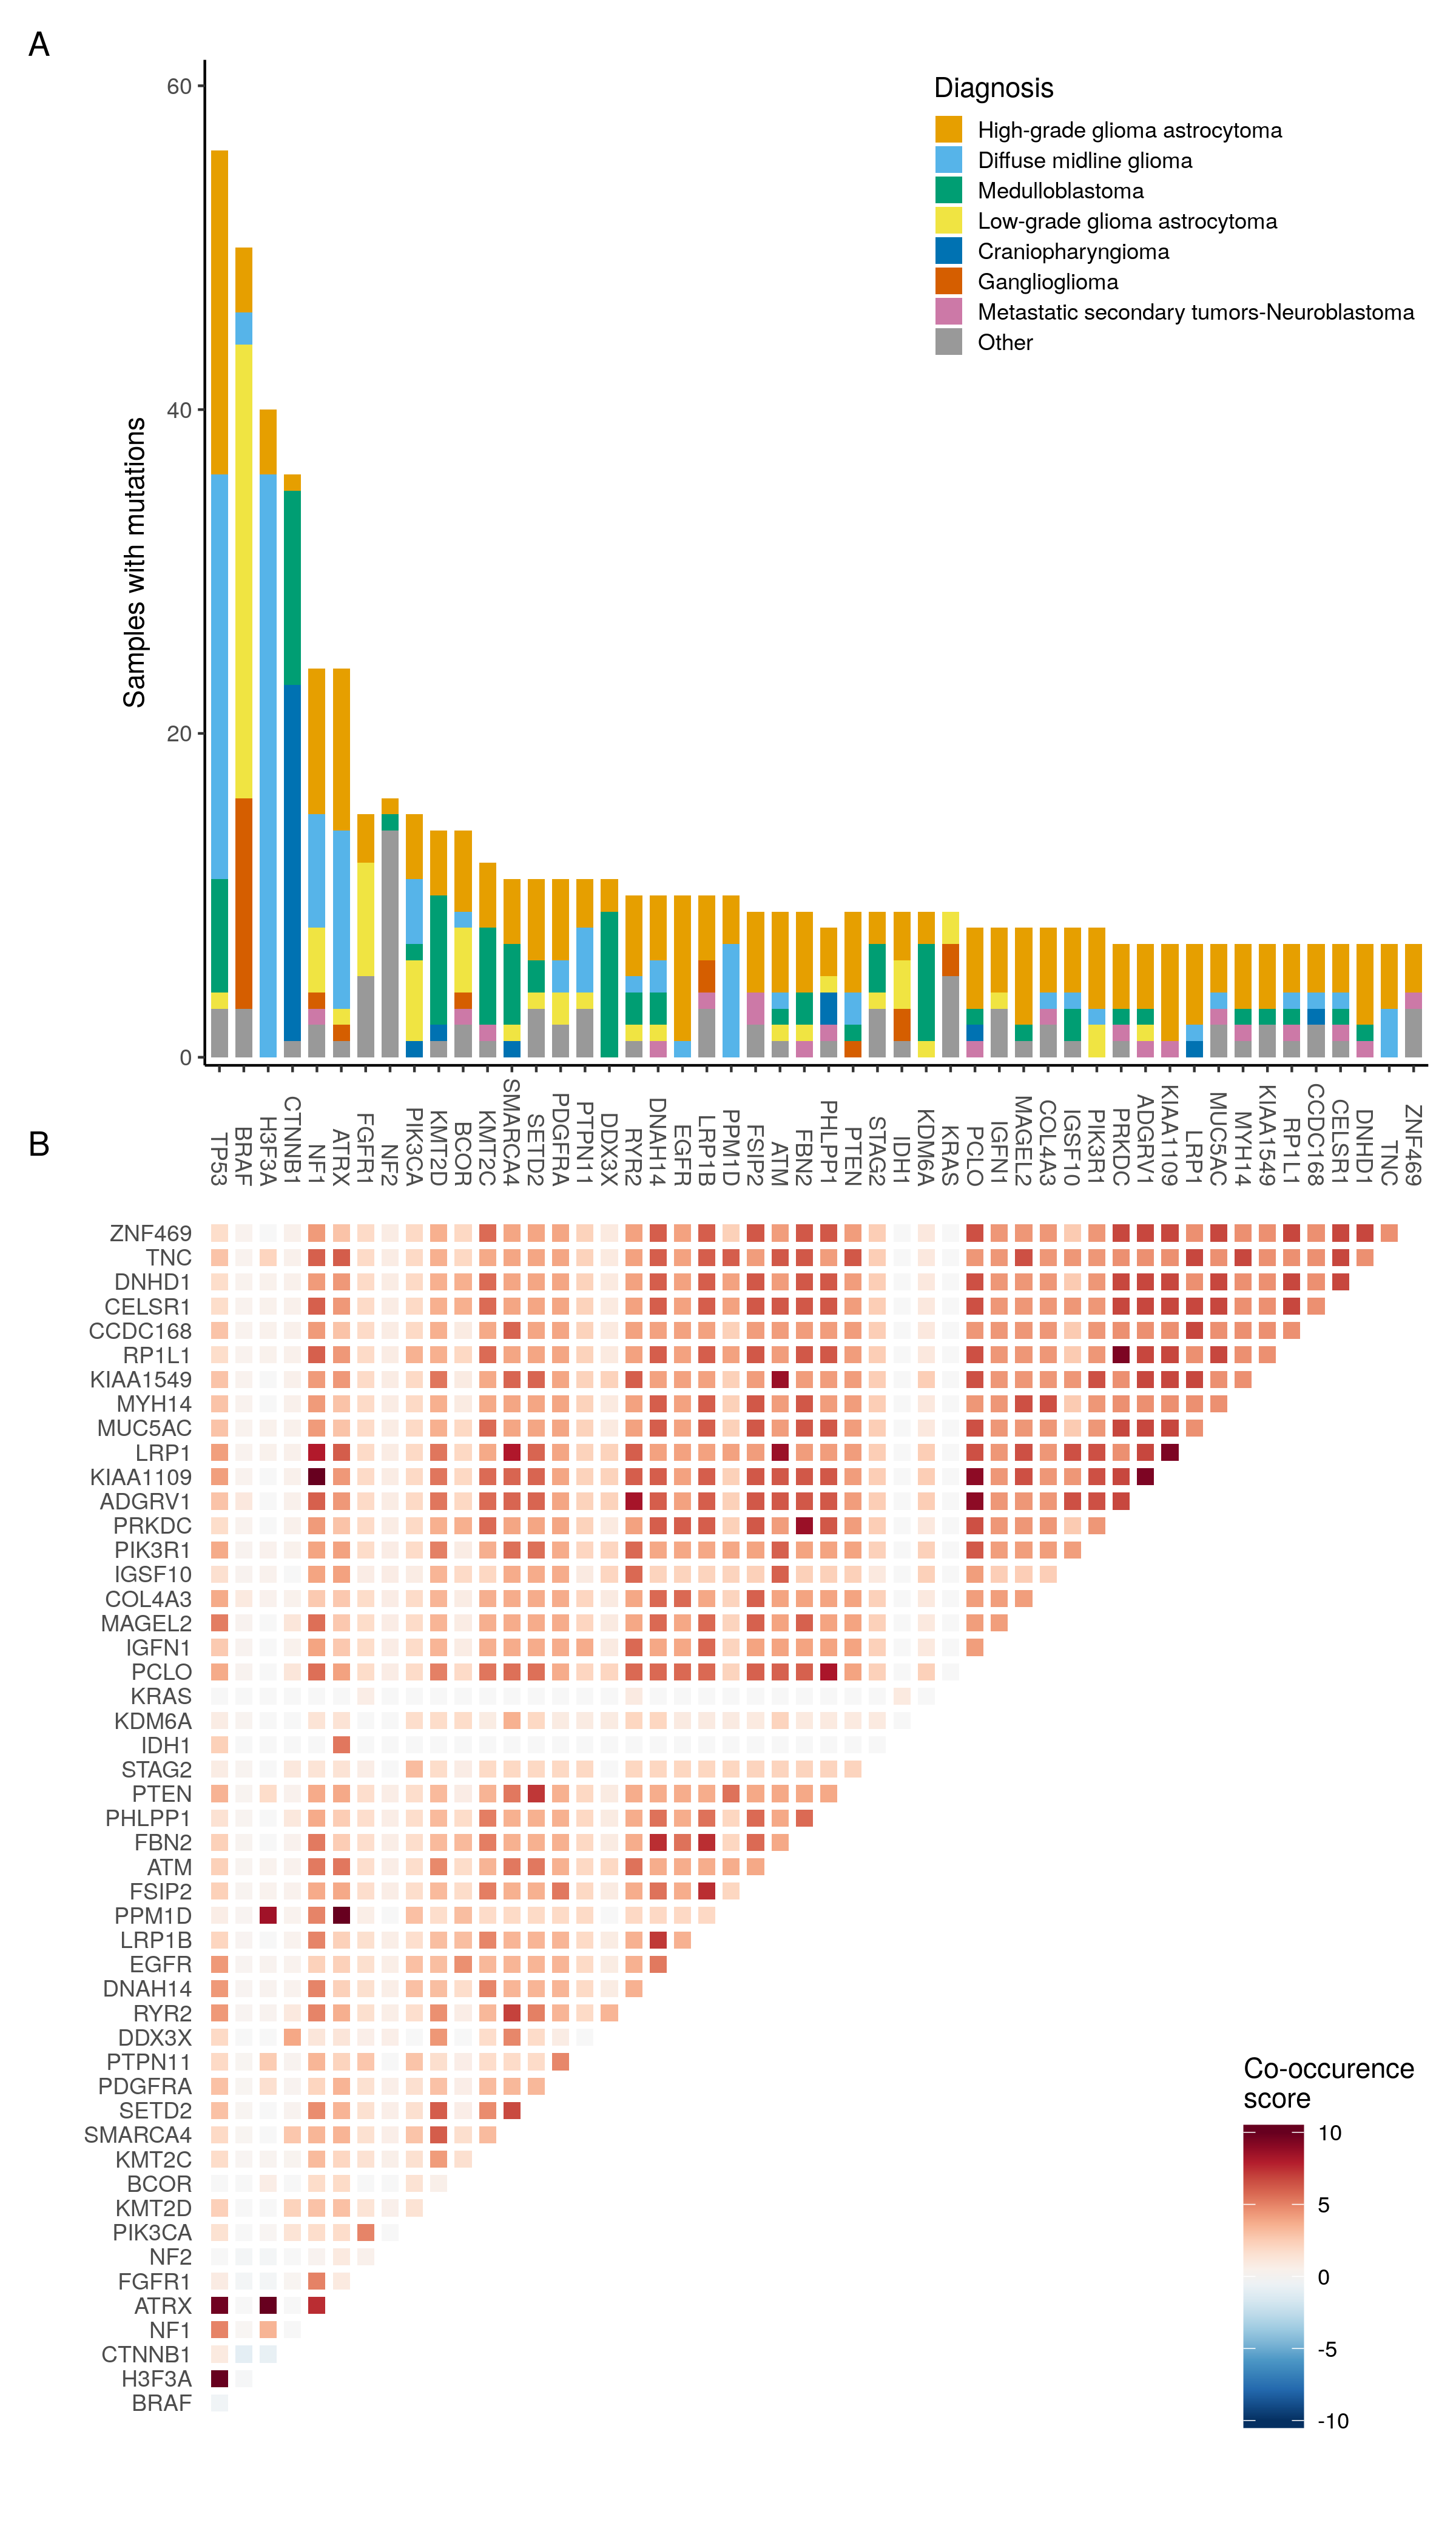 A
60
40
20
0
Samples with mutations
Diagnosis
High-grade glioma astrocytoma
Diffuse midline glioma
Medulloblastoma
Low-grade glioma astrocytoma
Craniopharyngioma
Ganglioglioma
Metastatic secondary tumors-Neuroblastoma
Other
TP53
BRAF
H3F3A
CTNNB1
NF1
ATRX
FGFR1
NF2
PIK3CA
KMT2D
BCOR
KMT2C
SMARCA4
SETD2
PDGFRA
PTPN11
DDX3X
RYR2
DNAH14
EGFR
LRP1B
PPM1D
FSIP2
ATM
FBN2
PHLPP1
PTEN
STAG2
IDH1
KDM6A
KRAS
PCLO
IGFN1
MAGEL2
COL4A3
IGSF10
PIK3R1
PRKDC
ADGRV1
KIAA1109
LRP1
MUC5AC
MYH14
KIAA1549
RP1L1
CCDC168
CELSR1
DNHD1
TNC
ZNF469
B
ZNF469
TNC
DNHD1
CELSR1
CCDC168
RP1L1
KIAA1549
MYH14
MUC5AC
LRP1
KIAA1109
ADGRV1
PRKDC
PIK3R1
IGSF10
COL4A3
MAGEL2
IGFN1
PCLO
KRAS
KDM6A
IDH1
STAG2
PTEN
PHLPP1
FBN2
ATM
FSIP2
PPM1D
LRP1B
EGFR
DNAH14
RYR2
DDX3X
PTPN11
PDGFRA
SETD2
SMARCA4
KMT2C
BCOR
KMT2D
PIK3CA
NF2
FGFR1
ATRX
NF1
CTNNB1
H3F3A
BRAF
Co-occurence
score
10
5
0
-5
-10